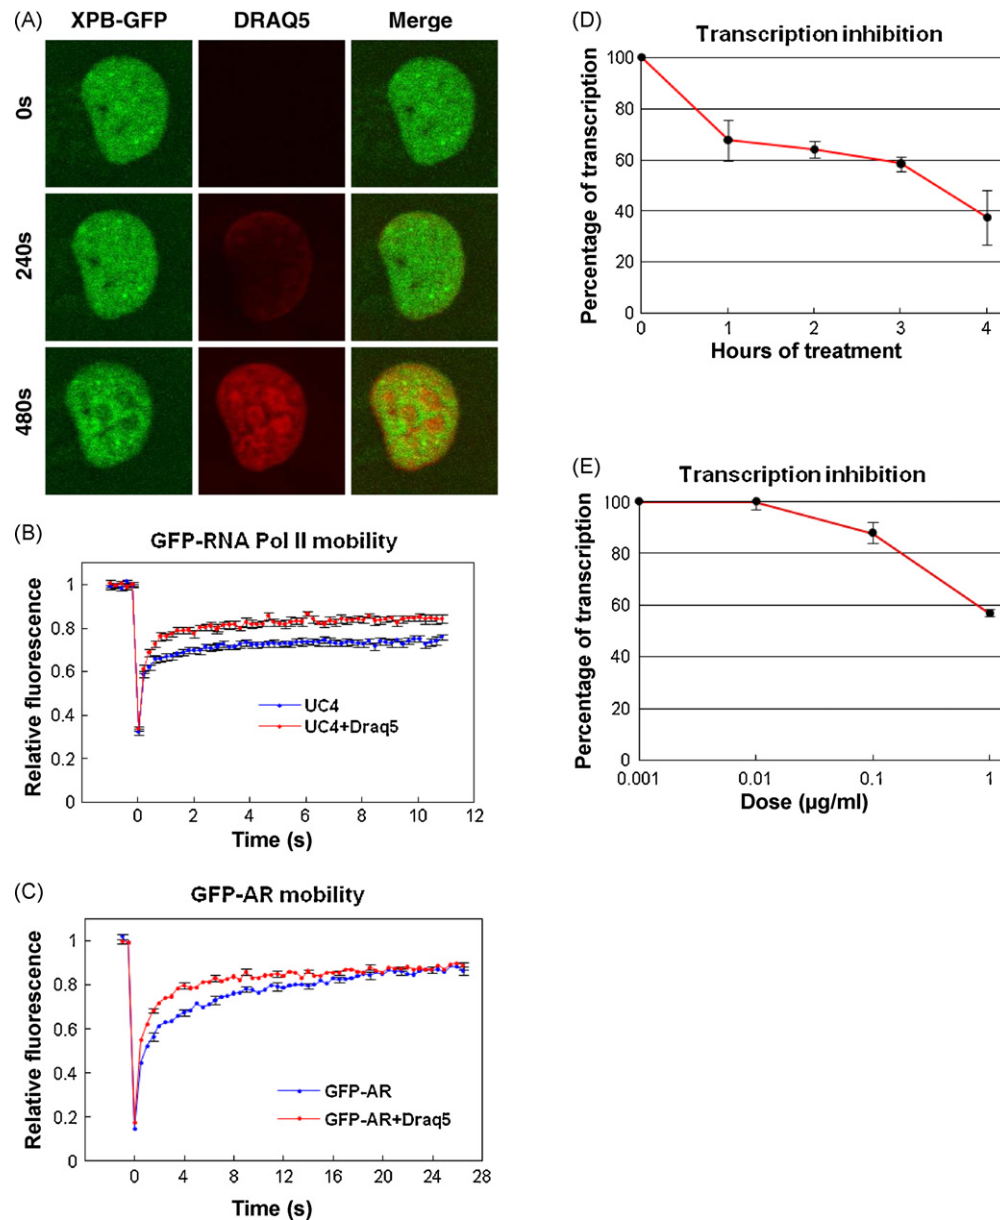 (A)
XPB-GFP DRAQ5 Merge
0s
240s
480s
(B)
GFP-RNA Pol II mobility
Relative fluorescence
1
0.8
0.6
0.4
0.2
0
UC4
UC4+Draq5
0 2 4 6 8 10 12
Time (s)
(C)
GFP-AR mobility
Relative fluorescence
1
0.8
0.6
0.4
0.2
0
GFP-AR
GFP-AR+Draq5
0 4 8 12 16 20 24 28
Time (s)
(D)
Transcription inhibition
Percentage of transcription
100
80
60
40
20
0
0 1 2 3 4
Hours of treatment
(E)
Transcription inhibition
Percentage of transcription
100
80
60
40
20
0
0.001 0.01 0.1 1
Dose (μg/ml)